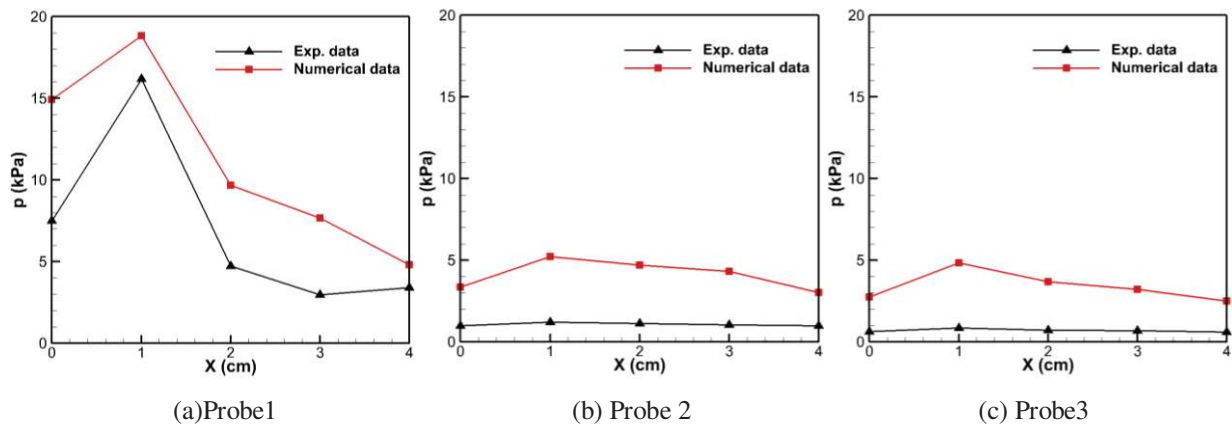 20
15
10
5
0
p (kPa)
Exp. data
Numerical data
0 1 2 3 4
X (cm)
(a)Probe1
20
15
10
5
0
p (kPa)
Exp. data
Numerical data
0 1 2 3 4
X (cm)
(b) Probe 2
20
15
10
5
0
p (kPa)
Exp. data
Numerical data
0 1 2 3 4
X (cm)
(c) Probe3